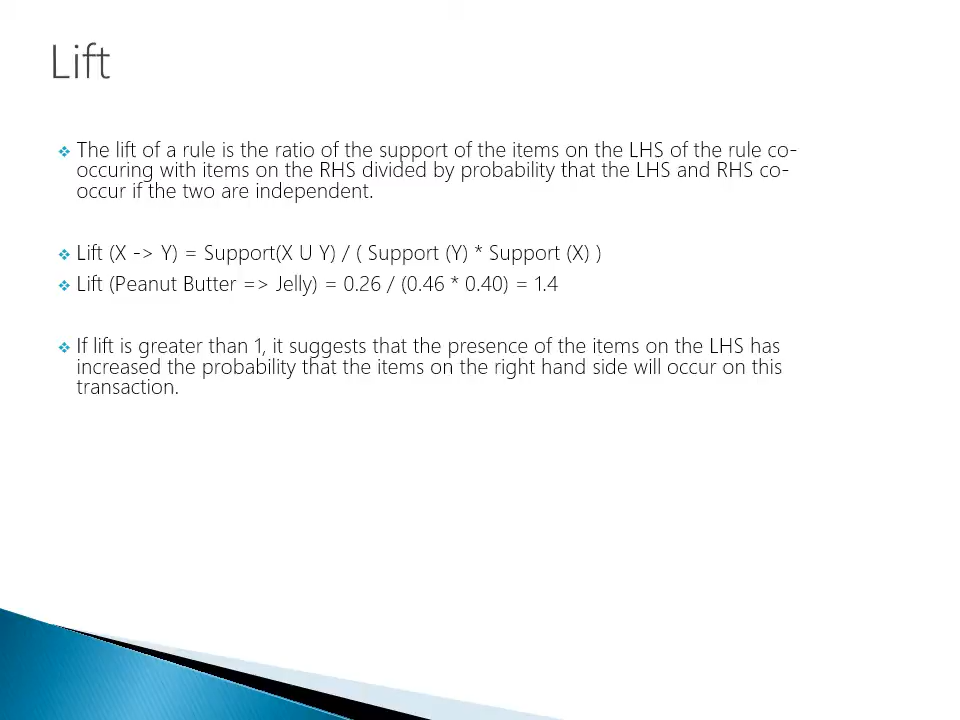 Lift
The lift of a rule is the ratio of the support of the items on the LHS of the rule co-
occuring with items on the RHS divided by probability that the LHS and RHS co-
occur if the two are independent.
Lift (X -> Y) = Support(X U Y) / ( Support (Y) * Support (X) )
Lift (Peanut Butter => Jelly) = 0.26 / (0.46 * 0.40) = 1.4
If lift is greater than 1, it suggests that the presence of the items on the LHS has
increased the probability that the items on the right hand side will occur on this
transaction.